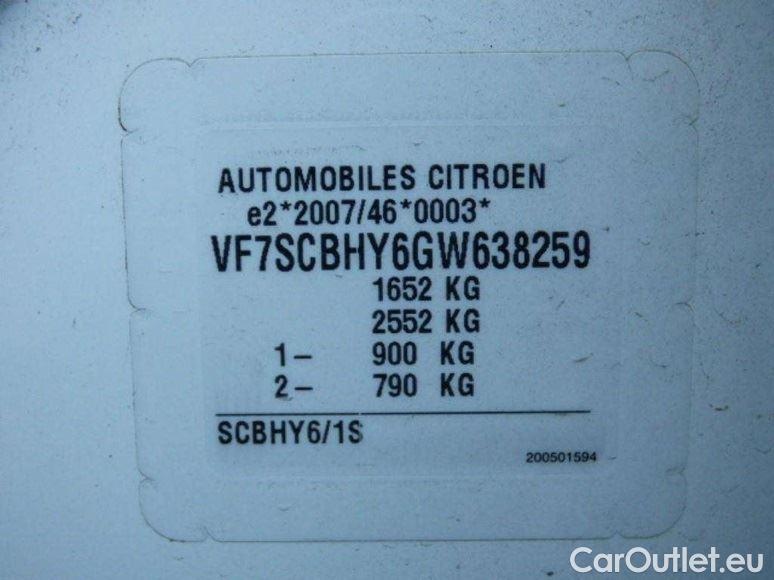 AUTOMOBILES CITROEN
e2*2007/46*0003*
VF7SCBHY6GW638259
1652 KG
2552 KG
1– 900 KG
2– 790 KG
SCBHY6/1S
200501594
CarOutlet.eu